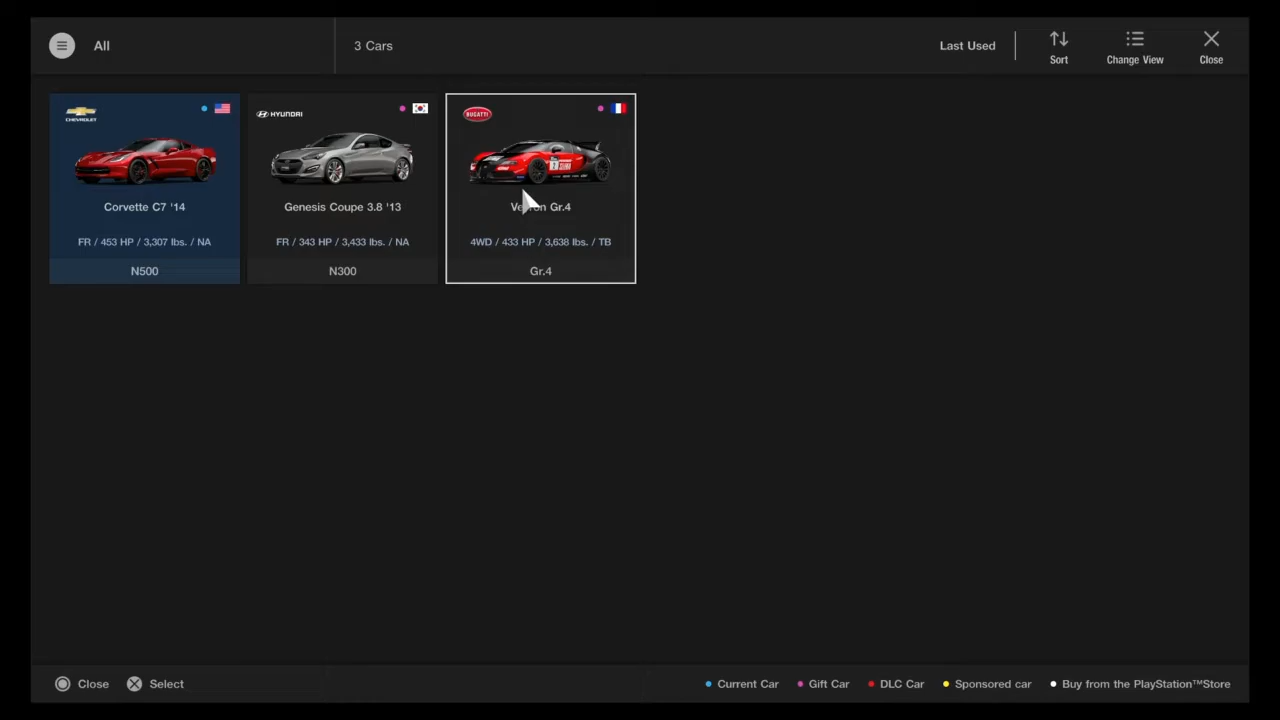 All
3 Cars
Last Used
Sort
Change View
Close
CHEVROLET
HYUNDAI
BUGATTI
Corvette C7 '14
Genesis Coupe 3.8 '13
Veyron Gr.4
FR / 453 HP / 3,307 lbs. / NA
FR / 343 HP / 3,433 lbs. / NA
4WD / 433 HP / 3,638 lbs. / TB
N500
N300
Gr.4
Close
Select
Current Car
Gift Car
DLC Car
Sponsored car
Buy from the PlayStation™Store